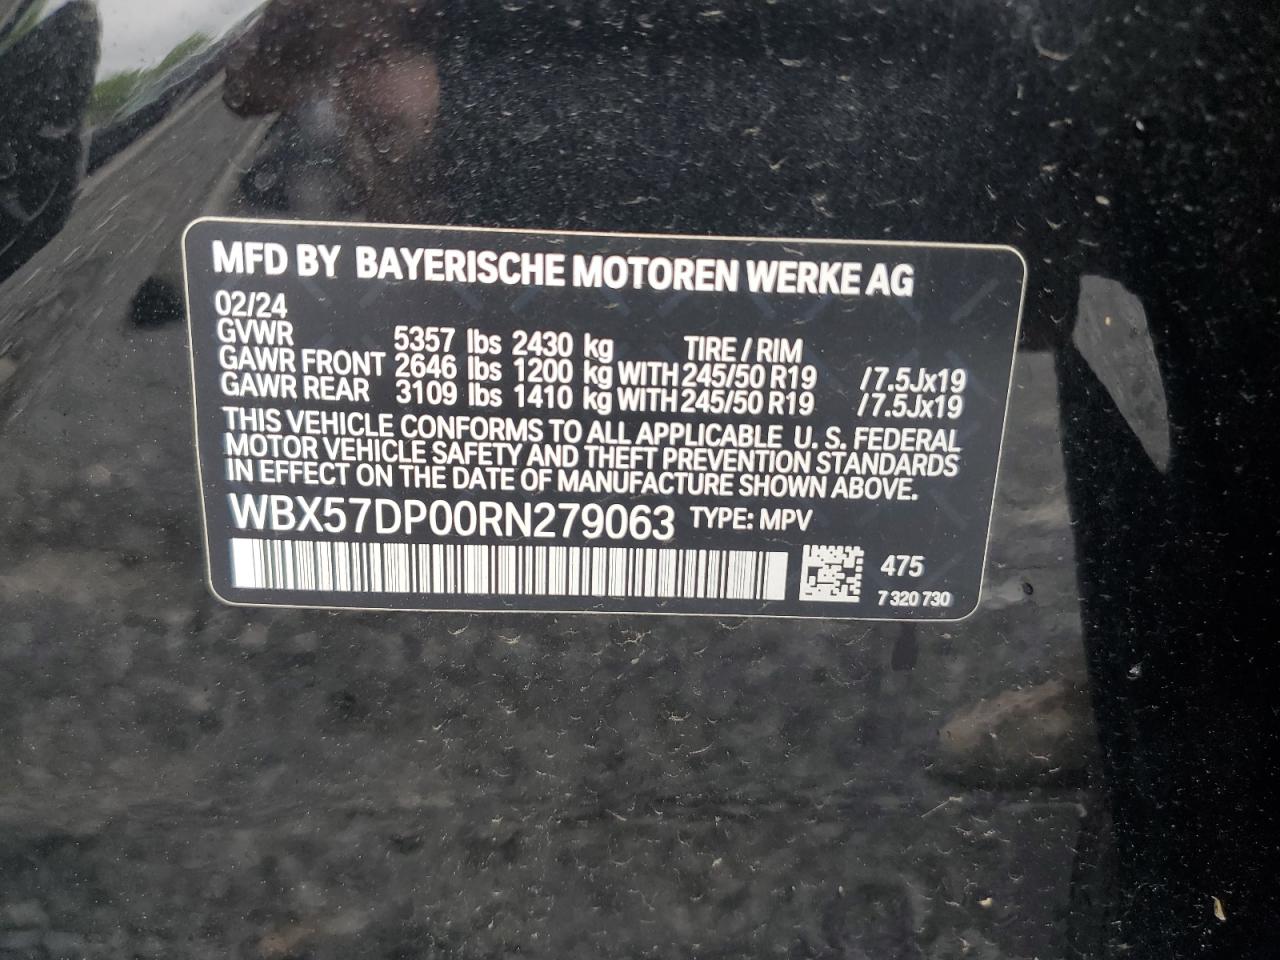 MFD BY BAYERISCHE MOTOREN WERKE AG
02/24
GVWR 5357 lbs 2430 kg TIRE / RIM
GAWR FRONT 2646 lbs 1200 kg WITH 245/50 R19 /7.5Jx19
GAWR REAR 3109 lbs 1410 kg WITH 245/50 R19 /7.5Jx19
THIS VEHICLE CONFORMS TO ALL APPLICABLE U. S. FEDERAL
MOTOR VEHICLE SAFETY AND THEFT PREVENTION STANDARDS
IN EFFECT ON THE DATE OF MANUFACTURE SHOWN ABOVE.
WBX57DP00RN279063 TYPE: MPV
475
7 320 730